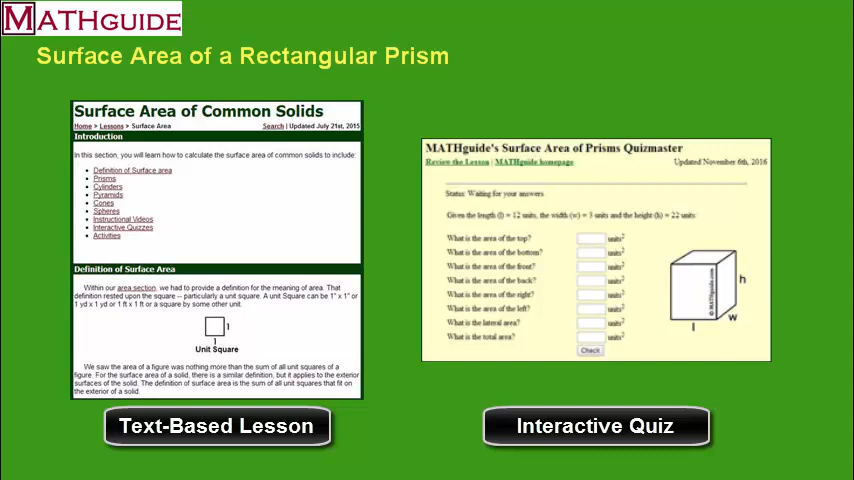 MATHGUIDE
Surface Area of a Rectangular Prism
Surface Area of Common Solids
Home > Lessons > Surface Area
Search | Updated July 21st, 2015
Introduction
In this section, you will learn how to calculate the surface area of common solids to include:
Definition of Surface area
Prisms
Cylinders
Pyramids
Cones
Spheres
Instructional Videos
Interactive Quizzes
Activities
Definition of Surface Area
Within our area section, we had to provide a definition for the meaning of area. That
definition rested upon the square -- particularly a unit square. A unit Square can be 1" x 1" or
1 yd x 1 yd or 1 ft x 1 ft or a square by some other unit.
1
1
Unit Square
We saw the area of a figure was nothing more than the sum of all unit squares of a
figure. For the surface area of a solid, there is a similar definition, but it applies to the exterior
surfaces of the solid. The definition of surface area is the sum of all unit squares that fit on
the exterior of a solid.
Text-Based Lesson
MATHguide's Surface Area of Prisms Quizmaster
Review the Lesson | MATHguide homepage
Updated November 6th, 2016
Status: Waiting for your answers.
Given the length (l) = 12 units, the width (w) = 3 units and the height (h) = 22 units:
What is the area of the top? units²
What is the area of the bottom? units²
What is the area of the front? units²
What is the area of the back? units²
What is the area of the right? units²
What is the area of the left? units²
What is the lateral area? units²
What is the total area? units²
Check
© MATHguide.com
h
w
l
Interactive Quiz